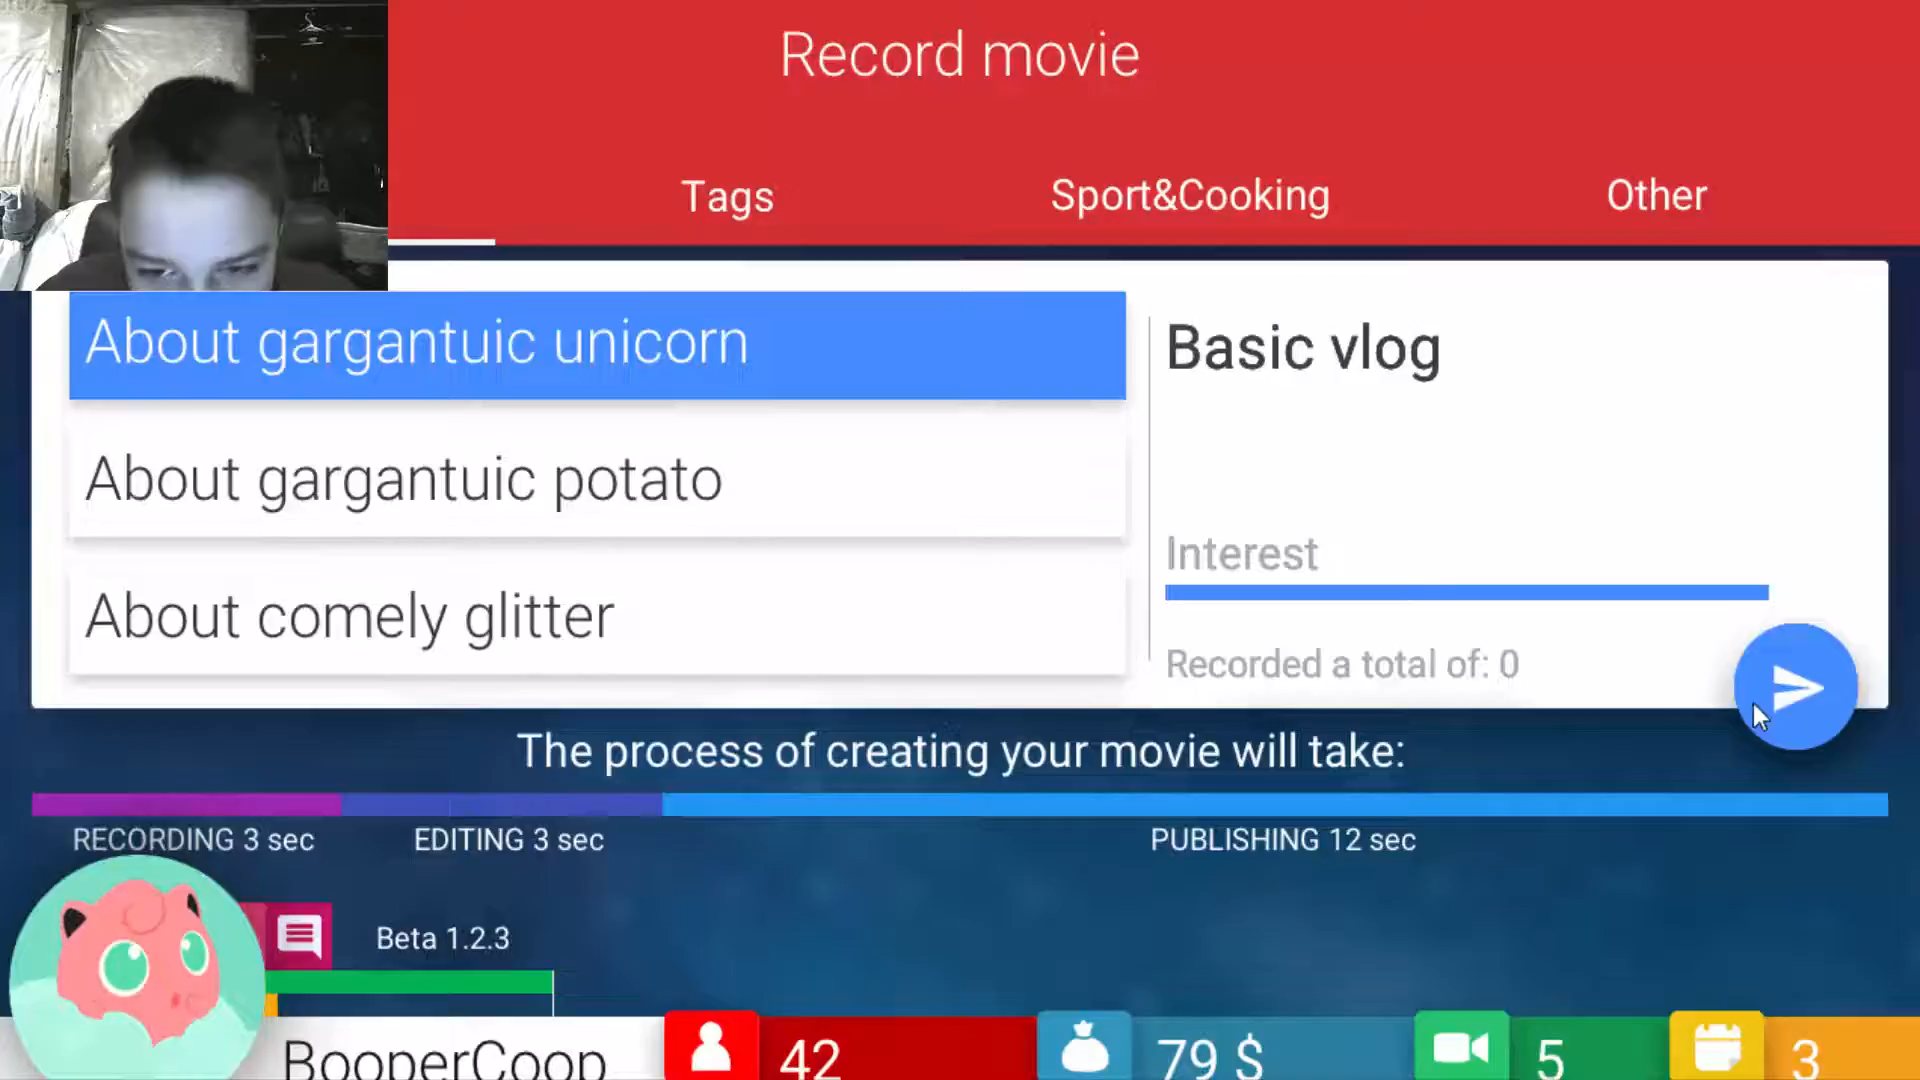 Record movie
Tags
Sport&Cooking
Other
About gargantuic unicorn
Basic vlog
About gargantuic potato
Interest
About comely glitter
Recorded a total of: 0
The process of creating your movie will take:
RECORDING 3 sec
EDITING 3 sec
PUBLISHING 12 sec
Beta 1.2.3
BooperCoop
42
79 $
5
3